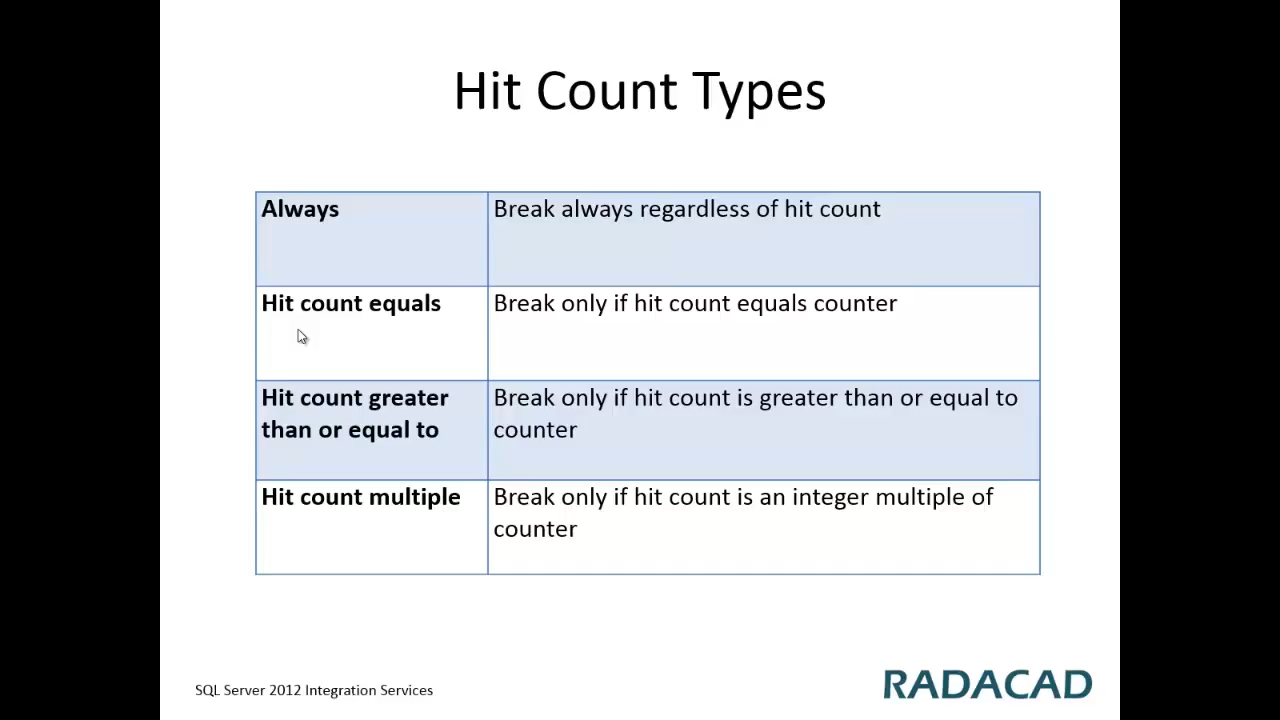 Hit Count Types
Always
Break always regardless of hit count
Hit count equals
Break only if hit count equals counter
Hit count greater
than or equal to
Break only if hit count is greater than or equal to
counter
Hit count multiple
Break only if hit count is an integer multiple of
counter
SQL Server 2012 Integration Services
RADACAD